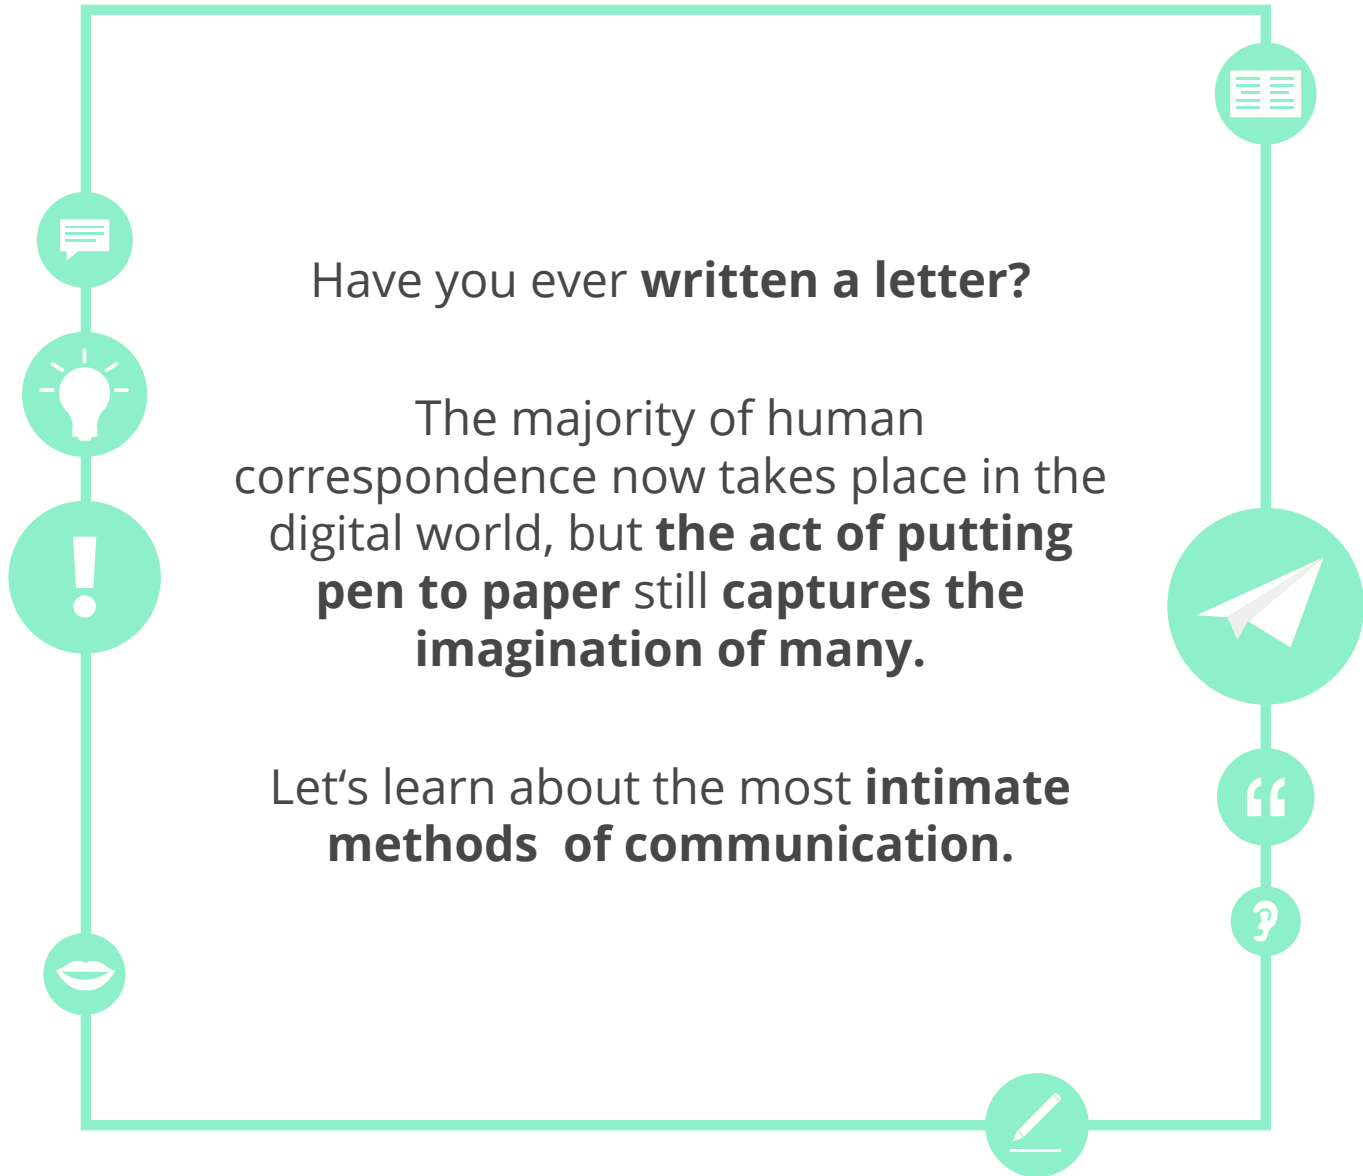 Have you ever written a letter?
The majority of human
correspondence now takes place in the
digital world, but the act of putting
pen to paper still captures the
imagination of many.
Let‘s learn about the most intimate
methods  of communication.